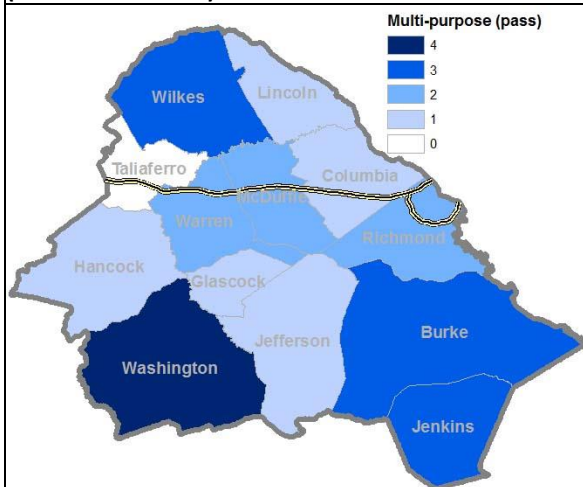 Multi-purpose (pass)
4
3
2
1
0
Wilkes
Lincoln
Taliaferro
Columbia
McDuffie
Warren
Richmond
Hancock
Glascock
Jefferson
Burke
Washington
Jenkins